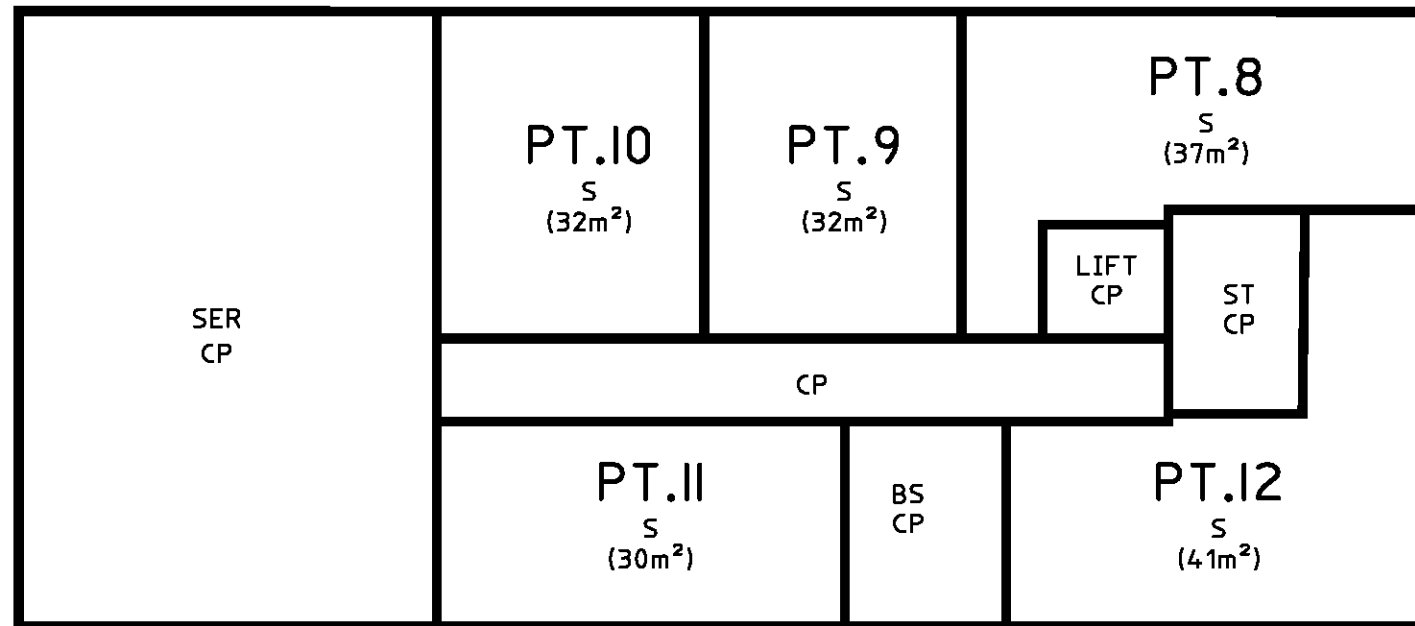 PT.10
S
(32m²)
PT.9
S
(32m²)
PT.8
S
(37m²)
SER
CP
LIFT
CP
ST
CP
CP
PT.11
S
(30m²)
BS
CP
PT.12
S
(41m²)